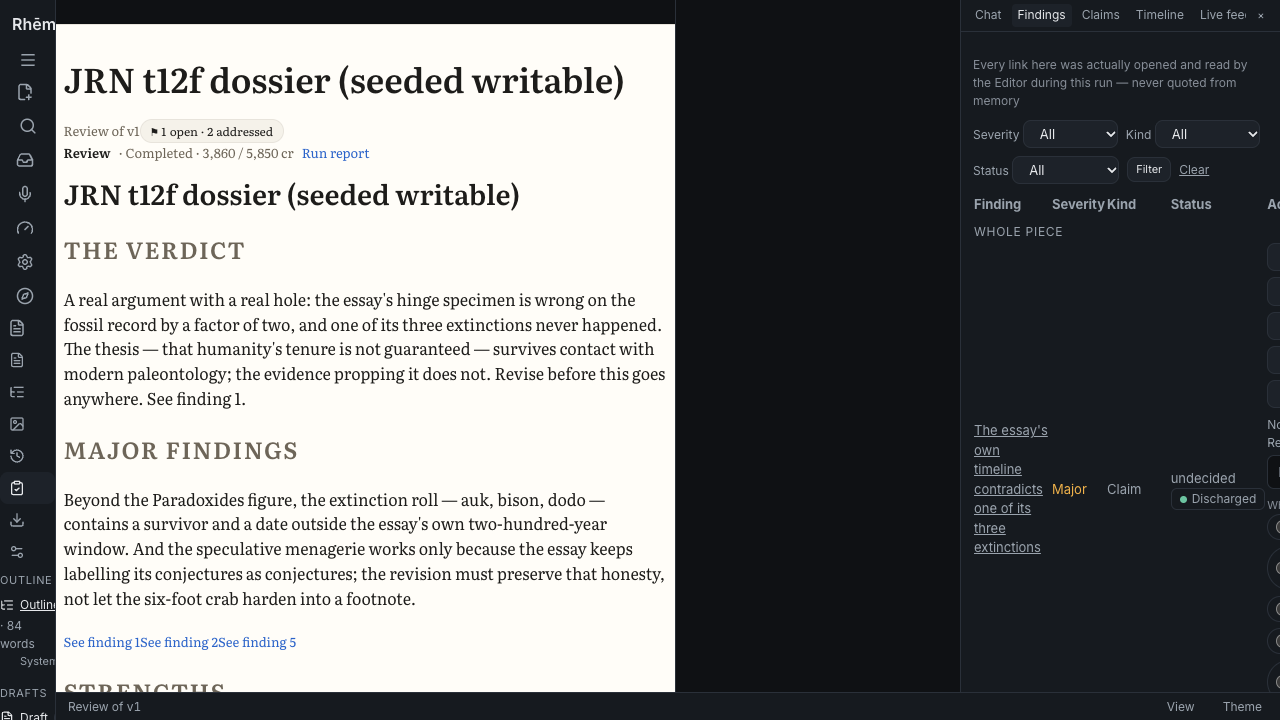 Rhēm
OUTLINE
Outline
· 84
words
System
DRAFTS
Draft
JRN t12f dossier (seeded writable)
Review of v1 ⚑ 1 open · 2 addressed
Review · Completed · 3,860 / 5,850 cr Run report
JRN t12f dossier (seeded writable)
THE VERDICT
A real argument with a real hole: the essay's hinge specimen is wrong on the
fossil record by a factor of two, and one of its three extinctions never happened.
The thesis — that humanity's tenure is not guaranteed — survives contact with
modern paleontology; the evidence propping it does not. Revise before this goes
anywhere. See finding 1.
MAJOR FINDINGS
Beyond the Paradoxides figure, the extinction roll — auk, bison, dodo —
contains a survivor and a date outside the essay's own two-hundred-year
window. And the speculative menagerie works only because the essay keeps
labelling its conjectures as conjectures; the revision must preserve that honesty,
not let the six-foot crab harden into a footnote.
See finding 1See finding 2See finding 5
STRENGTHS
Chat Findings Claims Timeline Live fee ×
Every link here was actually opened and read
by the Editor during this run — never quoted from
memory
Severity All Kind All
Status All Filter Clear
Finding Severity Kind Status Ac
WHOLE PIECE
The essay's
own
timeline
contradicts
one of its
three
extinctions
Major
Claim
undecided
Discharged
No
Re
Review of v1
View Theme